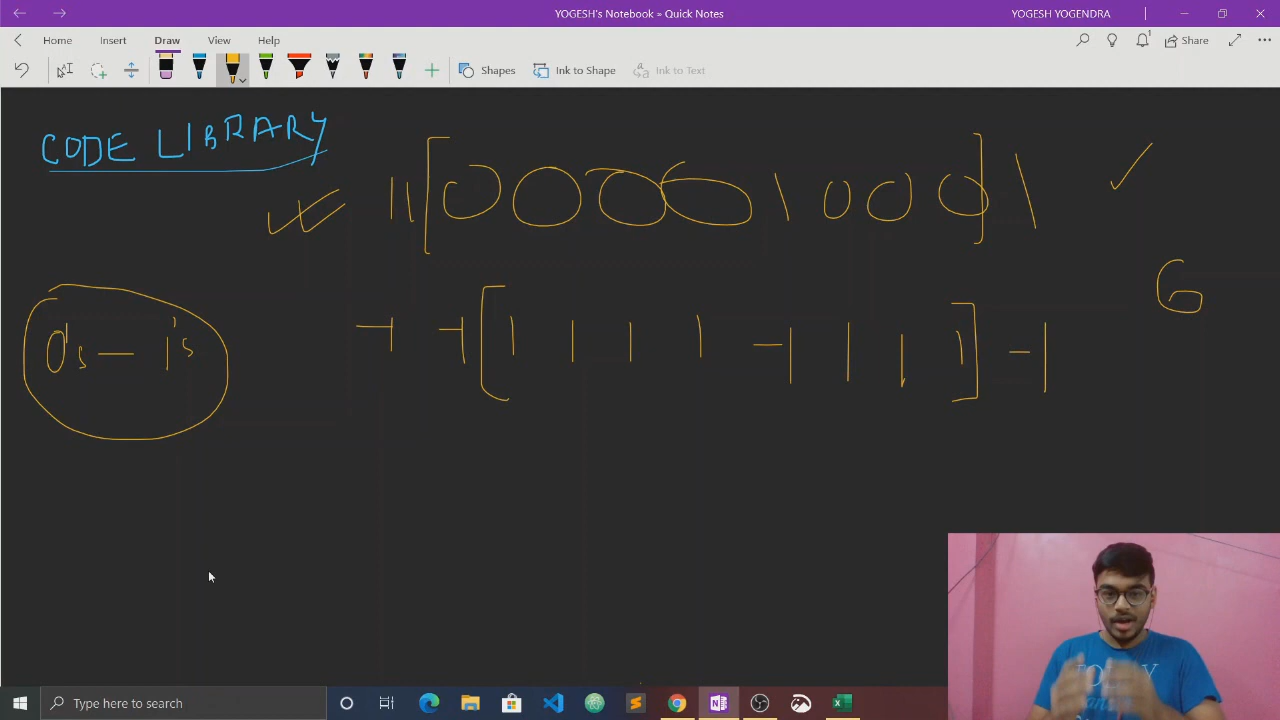 YOGESH's Notebook » Quick Notes
YOGESH YOGENDRA
Home Insert Draw View Help
Share
Shapes
Ink to Shape
Ink to Text
CODE LIBRARY
11[000010001]1
0's — 1's
-1 -1 [1 1 1 1 -1 1 1 1] -1
6
Type here to search